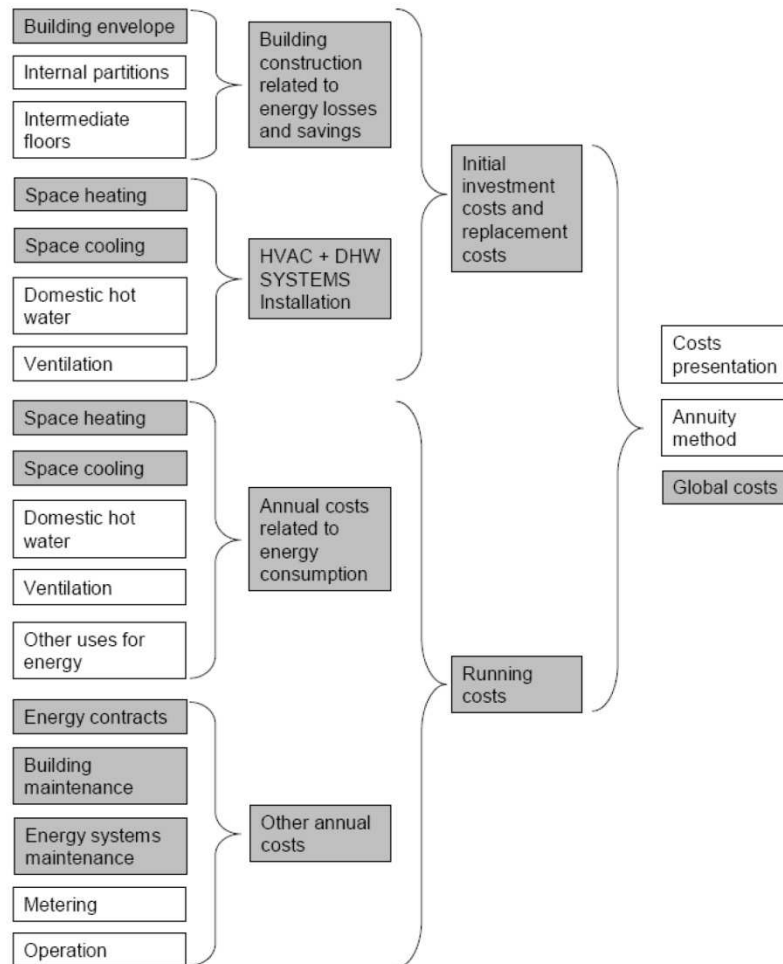 Building envelope
Internal partitions
Intermediate
floors
Building
construction
related to
energy losses
and savings
Space heating
Space cooling
Domestic hot
water
Ventilation
HVAC + DHW
SYSTEMS
Installation
Initial
investment
costs and
replacement
costs
Space heating
Space cooling
Domestic hot
water
Ventilation
Other uses for
energy
Annual costs
related to
energy
consumption
Energy contracts
Building
maintenance
Energy systems
maintenance
Metering
Operation
Other annual
costs
Running
costs
Costs
presentation
Annuity
method
Global costs